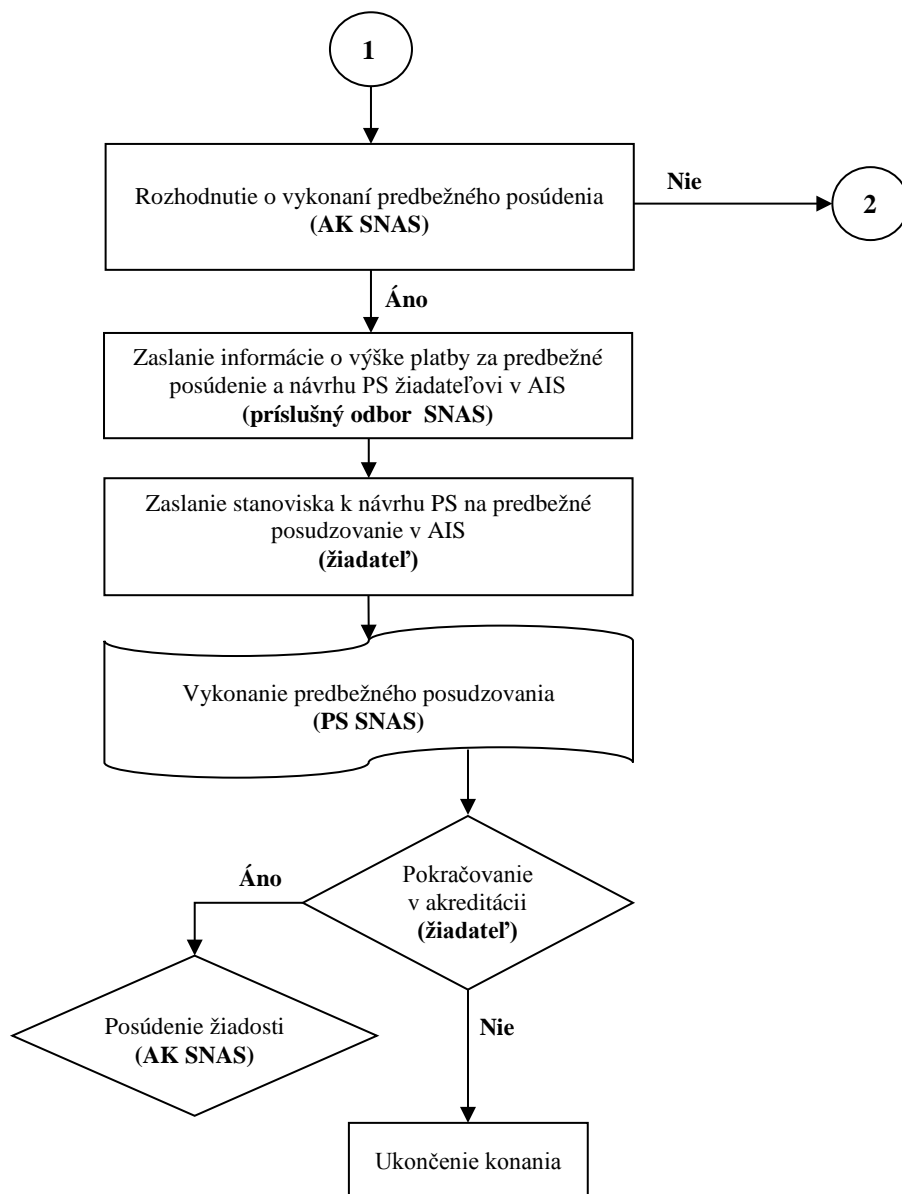 1
Rozhodnutie o vykonaní predbežného posúdenia
(AK SNAS)
Nie
2
Áno
Zaslanie informácie o výške platby za predbežné
posúdenie a návrhu PS žiadateľovi v AIS
(príslušný odbor  SNAS)
Zaslanie stanoviska k návrhu PS na predbežné
posudzovanie v AIS
(žiadateľ)
Vykonanie predbežného posudzovania
(PS SNAS)
Pokračovanie
v akreditácii
(žiadateľ)
Áno
Posúdenie žiadosti
(AK SNAS)
Nie
Ukončenie konania